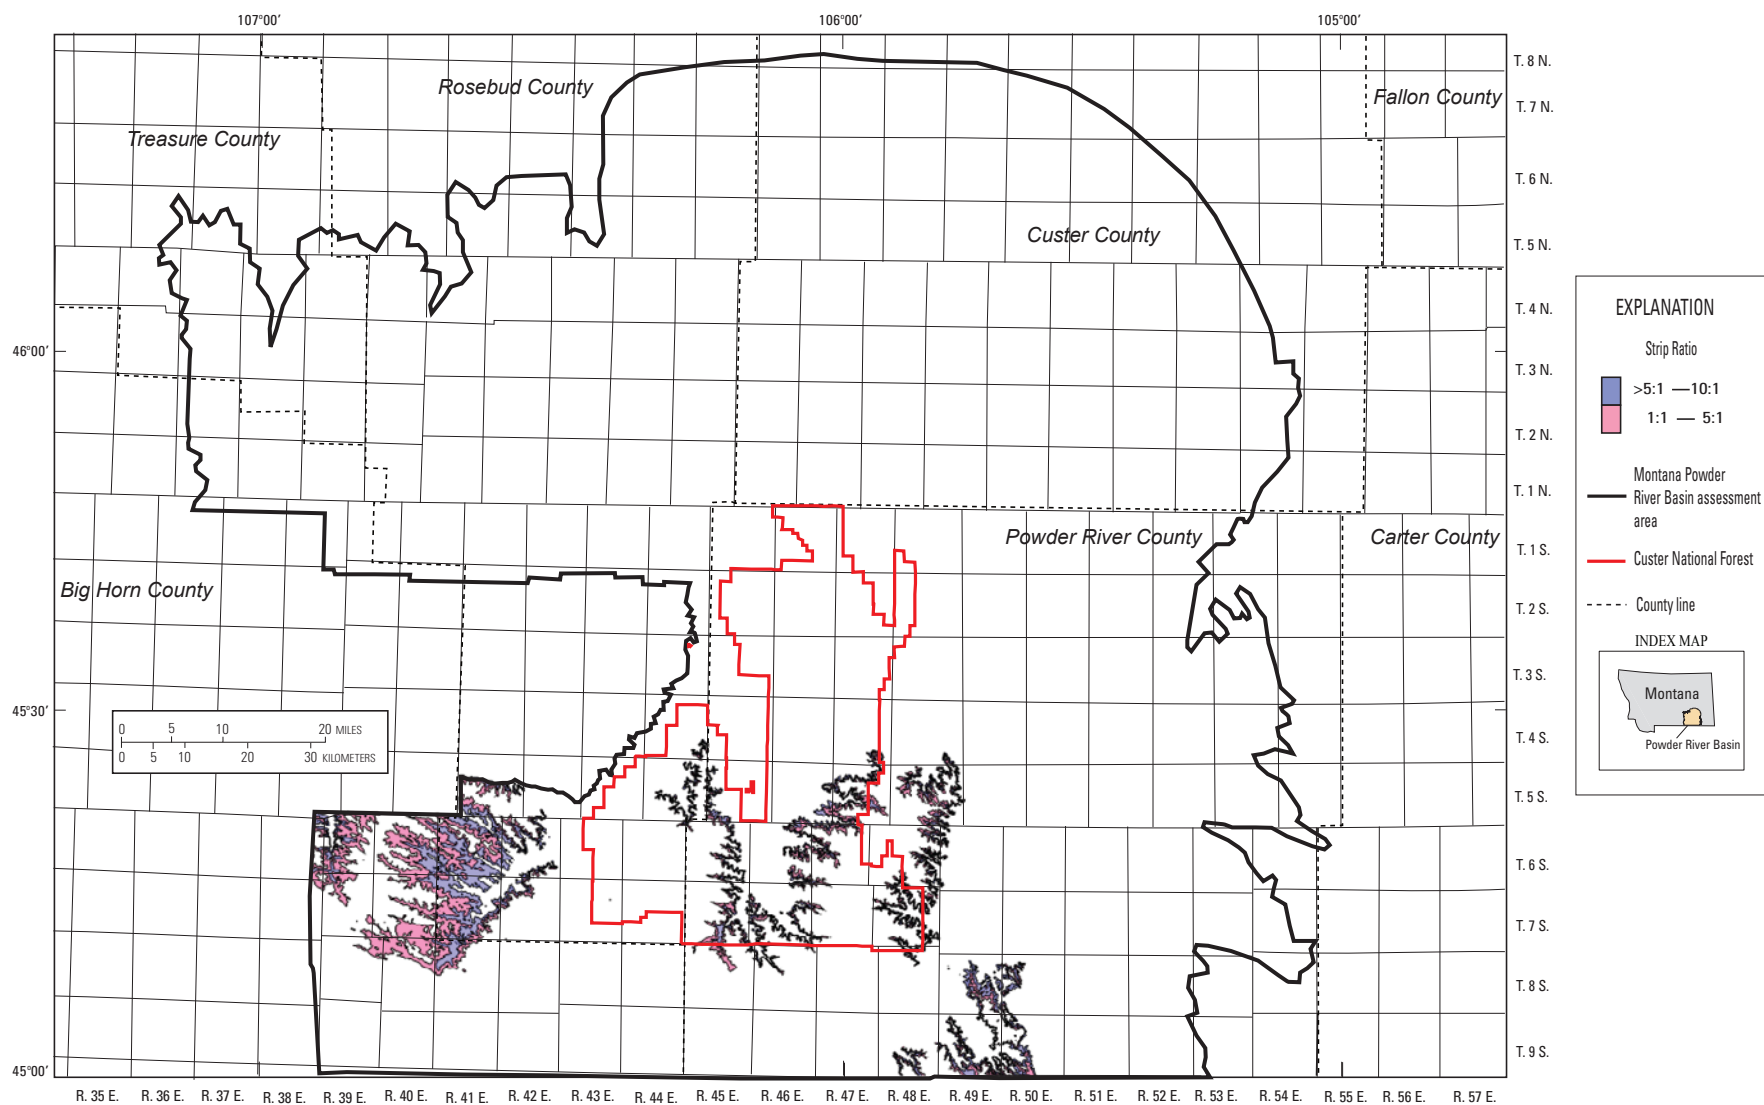 107°00′
106°00′
105°00′
Rosebud County
Fallon County
Treasure County
Custer County
Big Horn County
Powder River County
Carter County
T. 8 N.
T. 7 N.
T. 6 N.
T. 5 N.
T. 4 N.
T. 3 N.
T. 2 N.
T. 1 N.
T. 1 S.
T. 2 S.
T. 3 S.
T. 4 S.
T. 5 S.
T. 6 S.
T. 7 S.
T. 8 S.
T. 9 S.
46°00′
45°30′
45°00′
0 5 10 20 MILES
0 5 10 20 30 KILOMETERS
R. 35 E. R. 36 E. R. 37 E. R. 38 E. R. 39 E. R. 40 E. R. 41 E. R. 42 E. R. 43 E. R. 44 E. R. 45 E. R. 46 E. R. 47 E. R. 48 E. R. 49 E. R. 50 E. R. 51 E. R. 52 E. R. 53 E. R. 54 E. R. 55 E. R. 56 E. R. 57 E.
EXPLANATION
Strip Ratio
>5:1 — 10:1
1:1 — 5:1
Montana Powder
River Basin assessment
area
Custer National Forest
County line
INDEX MAP
Montana
Powder River Basin